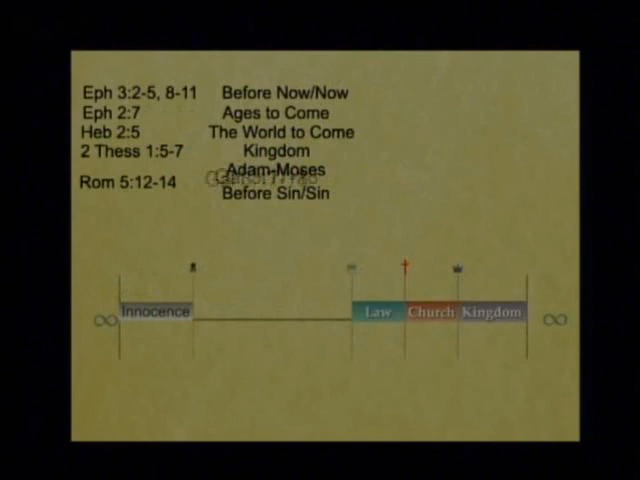 Eph 3:2-5, 8-11 Before Now/Now
Eph 2:7 Ages to Come
Heb 2:5 The World to Come
2 Thess 1:5-7 Kingdom
Rom 5:12-14 Adam-Moses
Before Sin/Sin
∞ Innocence Law Church Kingdom ∞